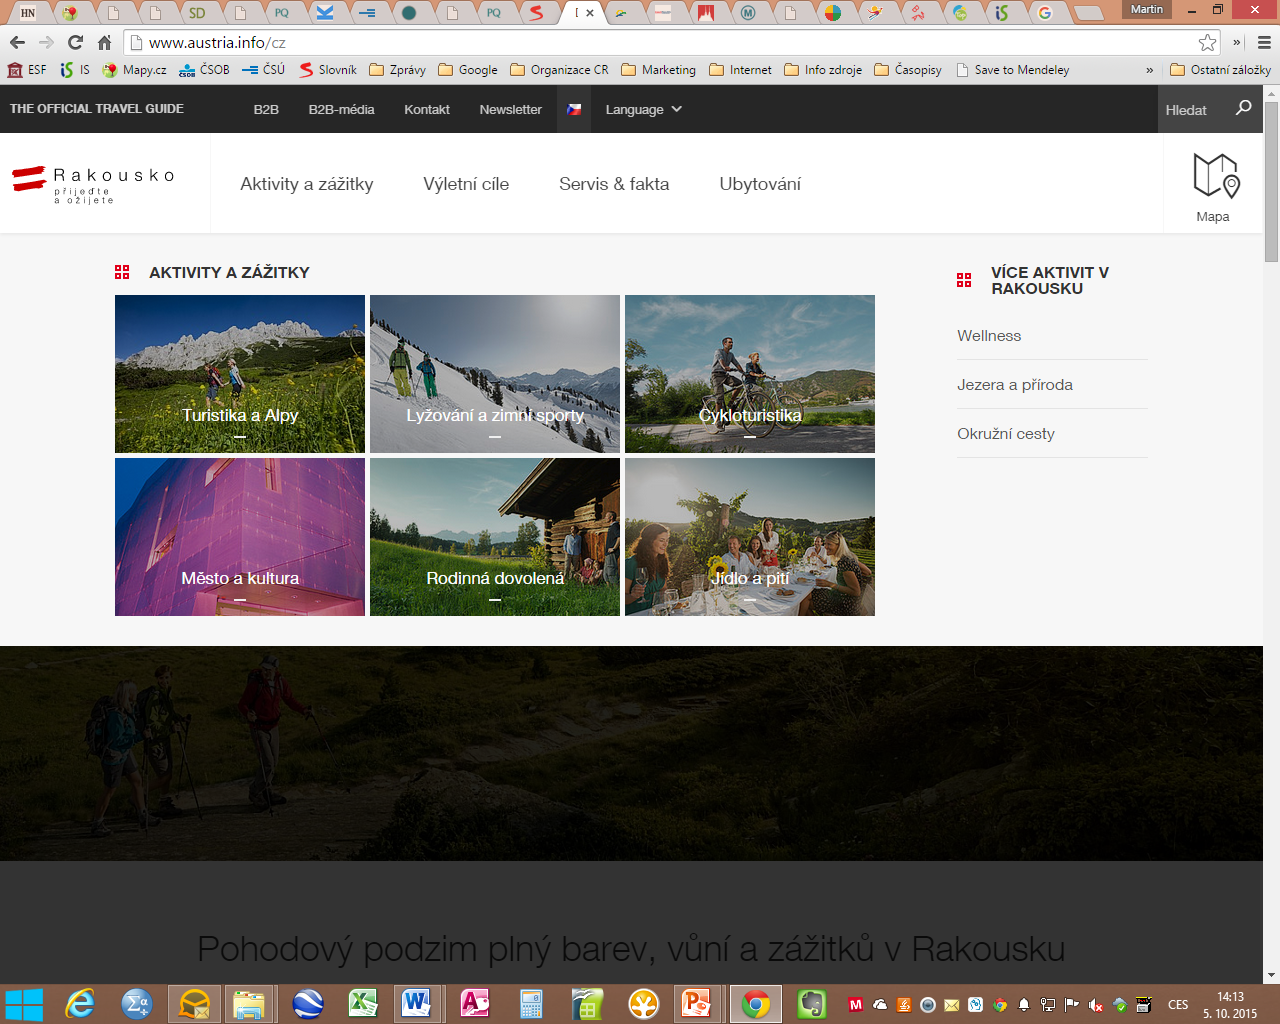 HN
SD
PQ
PQ
Martin
www.austria.info/cz
ESF
IS
Mapy.cz
ČSOB
ČSÚ
Slovník
Zprávy
Google
Organizace CR
Marketing
Internet
Info zdroje
Časopisy
Save to Mendeley
»
Ostatní záložky
THE OFFICIAL TRAVEL GUIDE
B2B
B2B-média
Kontakt
Newsletter
Language
Hledat
Rakousko
přijeďte
a ožijete
Aktivity a zážitky
Výletní cíle
Servis & fakta
Ubytování
Mapa
AKTIVITY A ZÁŽITKY
Turistika a Alpy
Lyžování a zimní sporty
Cykloturistika
Město a kultura
Rodinná dovolená
Jídlo a pití
VÍCE AKTIVIT V
RAKOUSKU
Wellness
Jezera a příroda
Okružní cesty
Pohodový podzim plný barev, vůní a zážitků v Rakousku
CES
14:13
5. 10. 2015